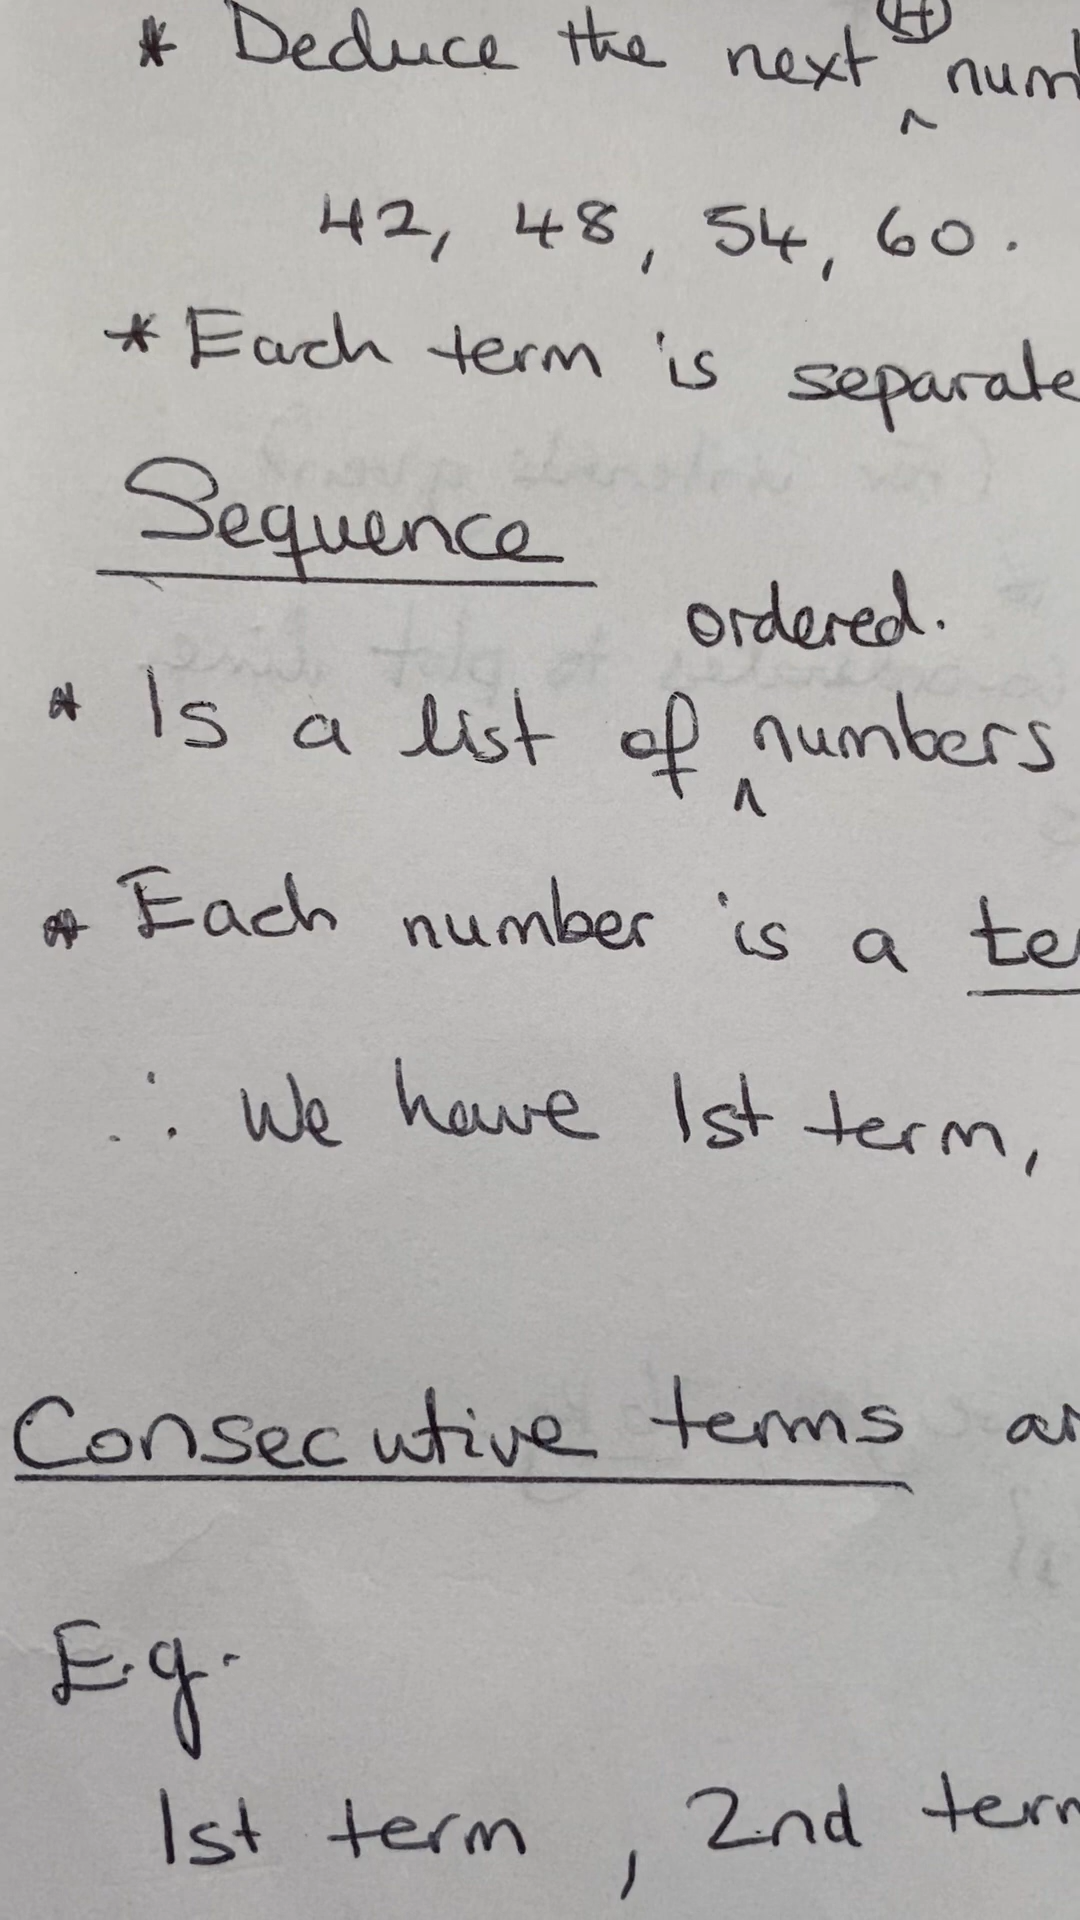 * Deduce the next ^ (H) num
42, 48, 54, 60.
* Each term is separate
Sequence
ordered.
* Is a list of ^ numbers
* Each number is a te
∴ We have 1st term,
Consecutive terms ar
E.g.
1st term, 2nd term